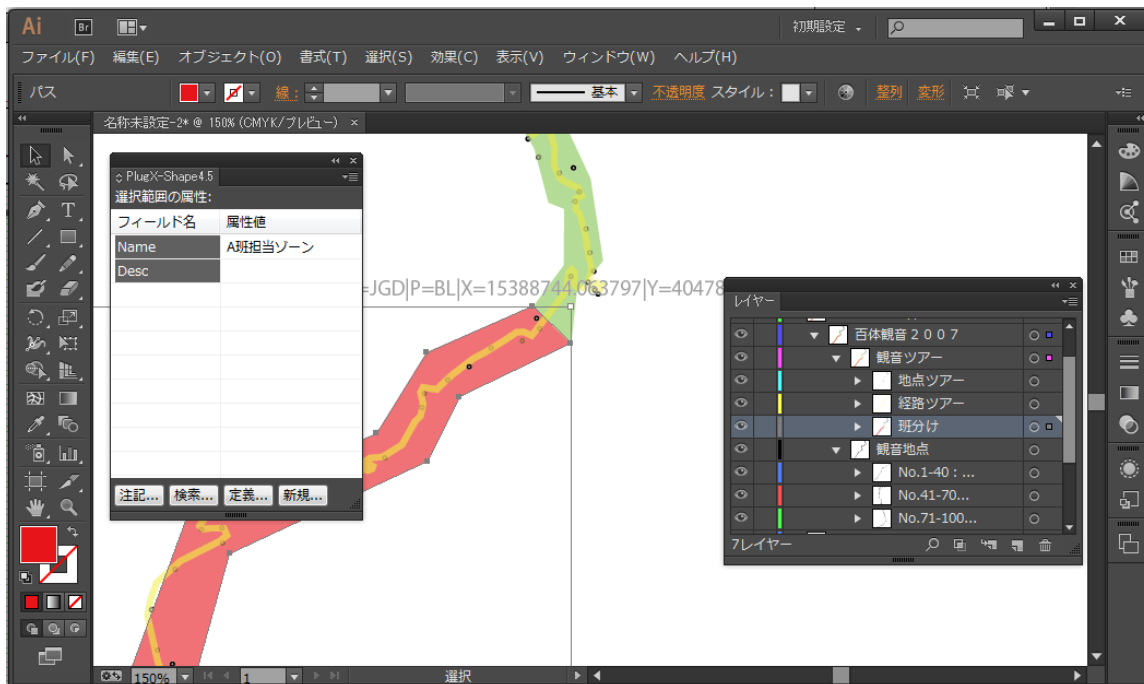 Ai Br 初期設定
ファイル(F) 編集(E) オブジェクト(O) 書式(T) 選択(S) 効果(C) 表示(V) ウィンドウ(W) ヘルプ(H)
パス 線: 基本 不透明度 スタイル: 整列 変形
名称未設定-2* @ 150% (CMYK/プレビュー) ×
PlugX-Shape4.5
選択範囲の属性:
フィールド名 属性値
Name A班担当ゾーン
Desc
注記... 検索... 定義... 新規...
=JGD|P=BL|X=15388744.063797|Y=40478
レイヤー
百体観音2007
観音ツアー
地点ツアー
経路ツアー
班分け
観音地点
No.1-40:...
No.41-70...
No.71-100...
7レイヤー
150% 1 選択